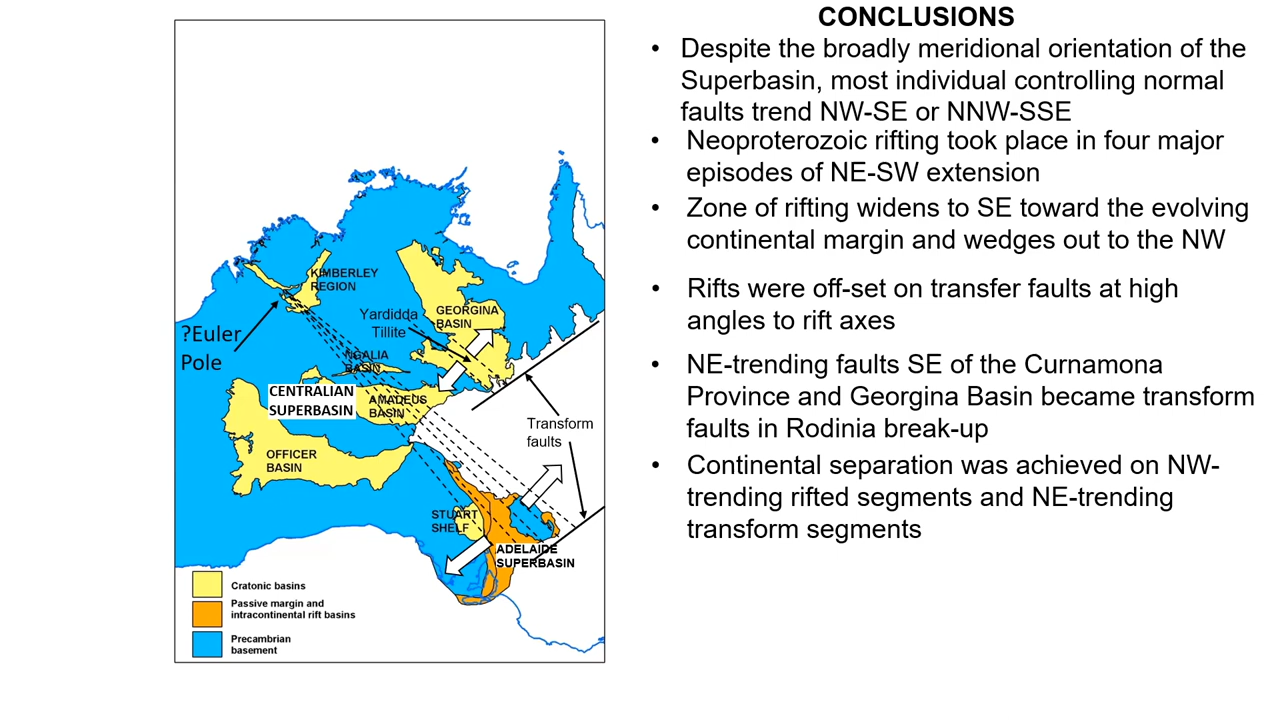 CONCLUSIONS
• Despite the broadly meridional orientation of the
Superbasin, most individual controlling normal
faults trend NW-SE or NNW-SSE
• Neoproterozoic rifting took place in four major
episodes of NE-SW extension
• Zone of rifting widens to SE toward the evolving
continental margin and wedges out to the NW
• Rifts were off-set on transfer faults at high
angles to rift axes
• NE-trending faults SE of the Curnamona
Province and Georgina Basin became transform
faults in Rodinia break-up
• Continental separation was achieved on NW-
trending rifted segments and NE-trending
transform segments
KIMBERLEY
REGION
?Euler
Pole
Yardidda
Tillite
GEORGINA
BASIN
NGALIA
BASIN
CENTRALIAN
SUPERBASIN
AMADEUS
BASIN
Transform
faults
OFFICER
BASIN
STUART
SHELF
ADELAIDE
SUPERBASIN
Cratonic basins
Passive margin and
intracontinental rift basins
Precambrian
basement